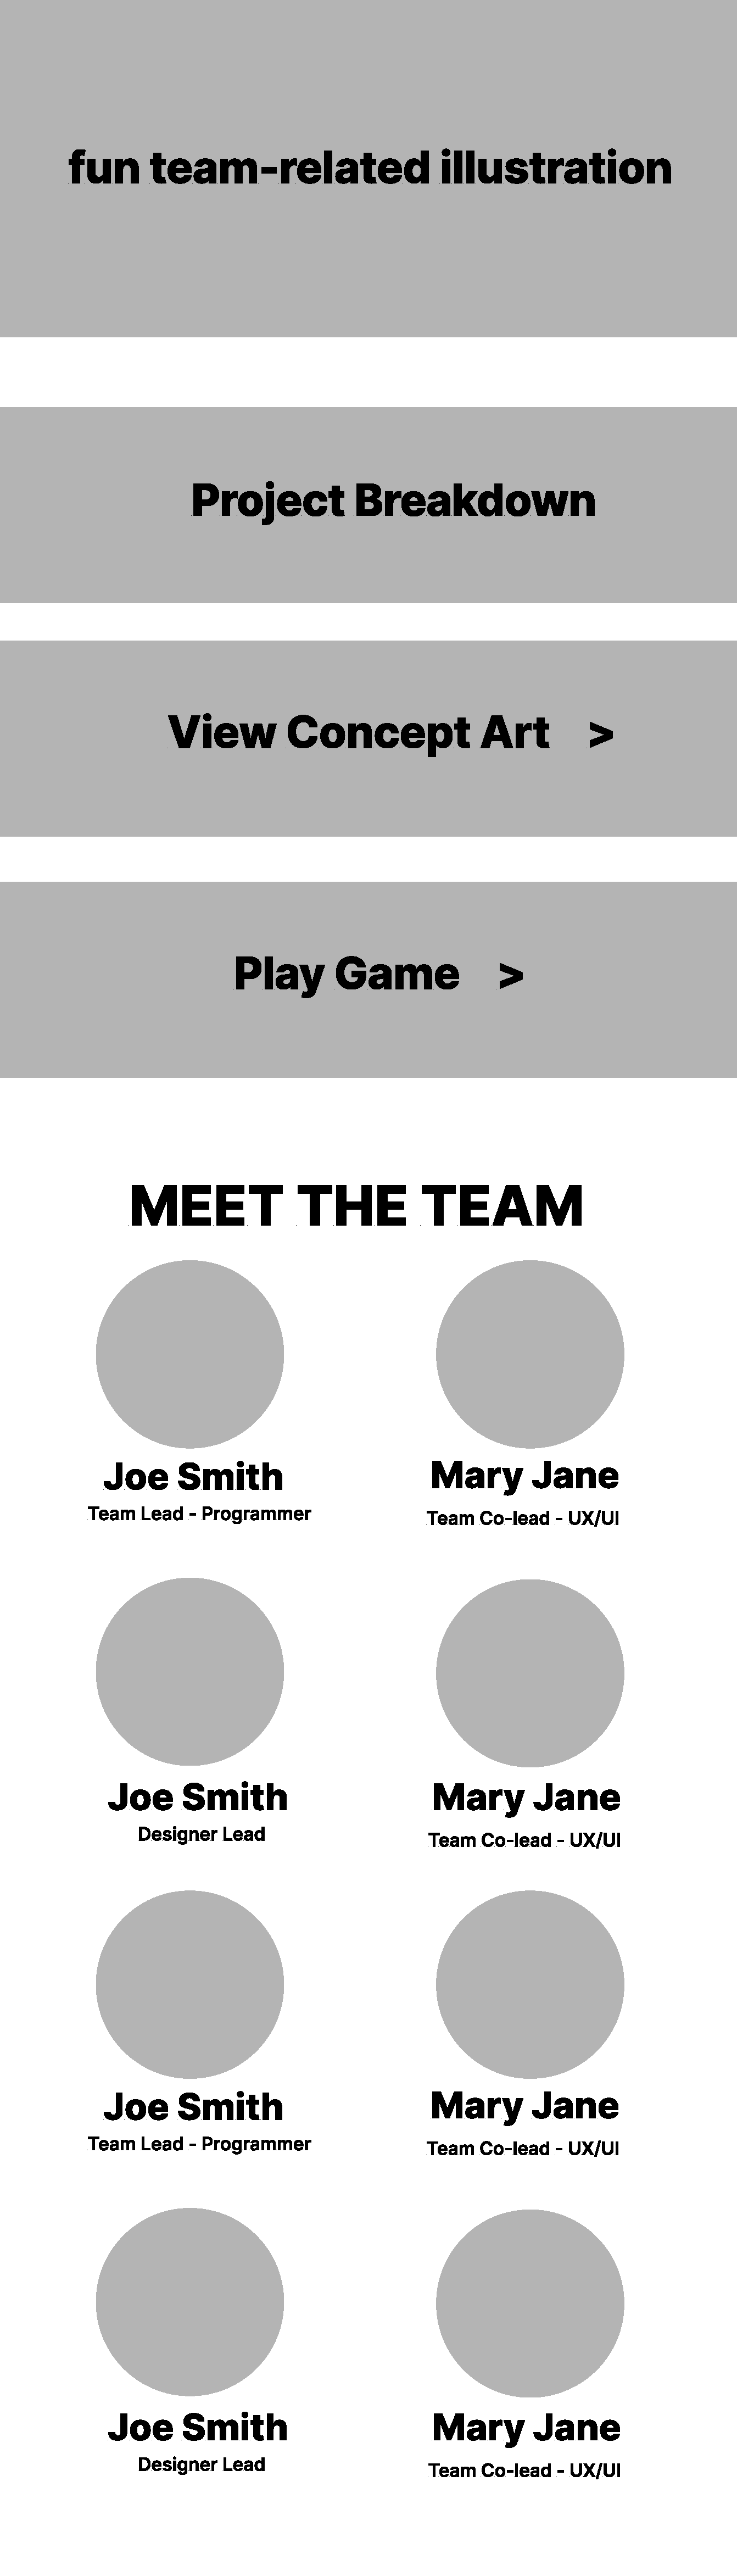 fun team-related illustration
Project Breakdown
View Concept Art >
Play Game >
MEET THE TEAM
Joe Smith
Team Lead - Programmer
Mary Jane
Team Co-lead - UX/UI
Joe Smith
Designer Lead
Mary Jane
Team Co-lead - UX/UI
Joe Smith
Team Lead - Programmer
Mary Jane
Team Co-lead - UX/UI
Joe Smith
Designer Lead
Mary Jane
Team Co-lead - UX/UI